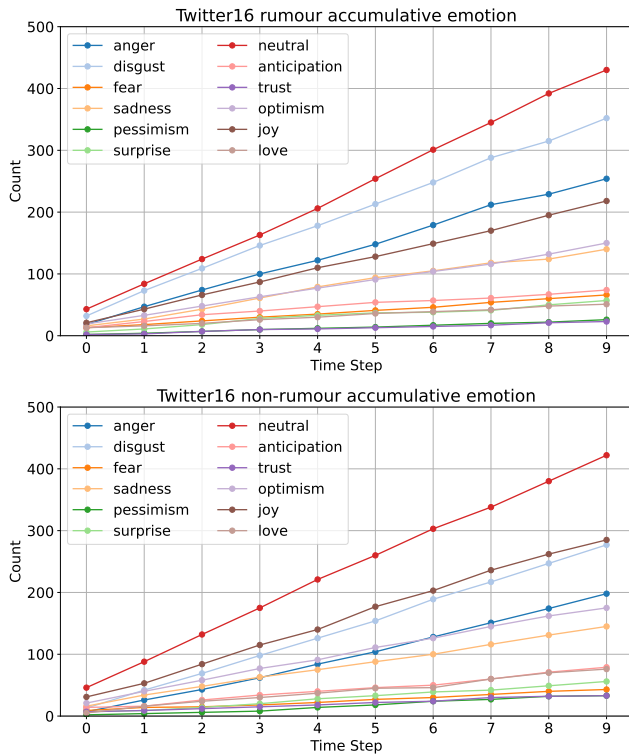 Twitter16 rumour accumulative emotion
500
400
300
200
100
0
Count
anger
disgust
fear
sadness
pessimism
surprise
neutral
anticipation
trust
optimism
joy
love
0 1 2 3 4 5 6 7 8 9
Time Step
Twitter16 non-rumour accumulative emotion
500
400
300
200
100
0
Count
anger
disgust
fear
sadness
pessimism
surprise
neutral
anticipation
trust
optimism
joy
love
0 1 2 3 4 5 6 7 8 9
Time Step